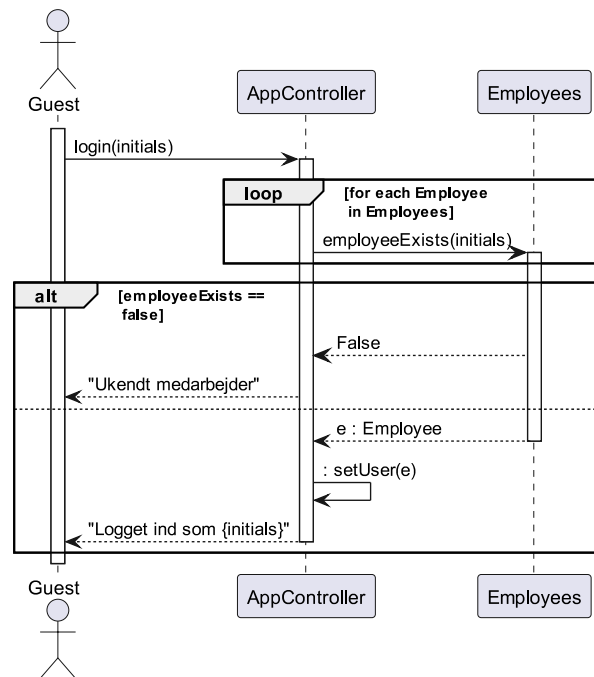 Guest
AppController
Employees
login(initials)
loop
[for each Employee
in Employees]
employeeExists(initials)
alt
[employeeExists ==
false]
False
"Ukendt medarbejder"
e : Employee
: setUser(e)
"Logget ind som {initials}"
Guest
AppController
Employees